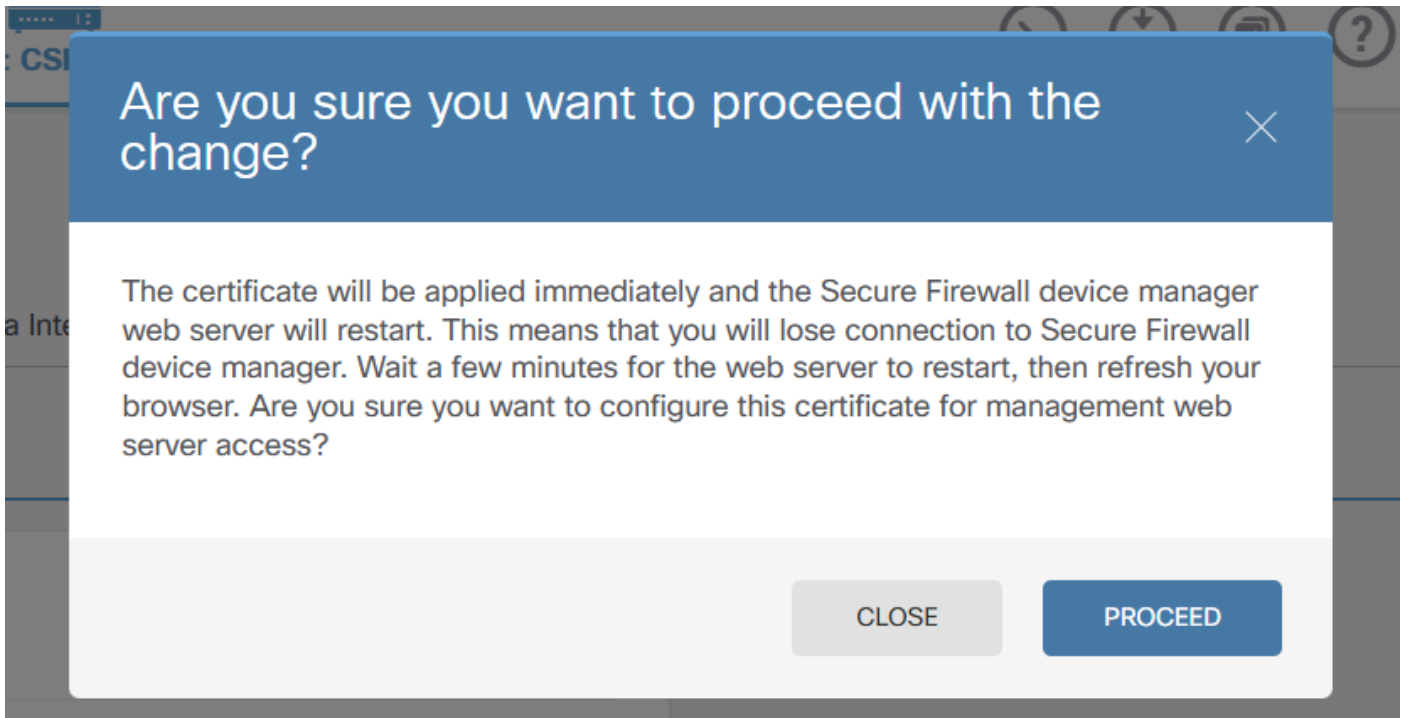 : CSI
?
Are you sure you want to proceed with the
change?
The certificate will be applied immediately and the Secure Firewall device manager
a Inte
web server will restart. This means that you will lose connection to Secure Firewall
device manager. Wait a few minutes for the web server to restart, then refresh your
browser. Are you sure you want to configure this certificate for management web
server access?
CLOSE
PROCEED